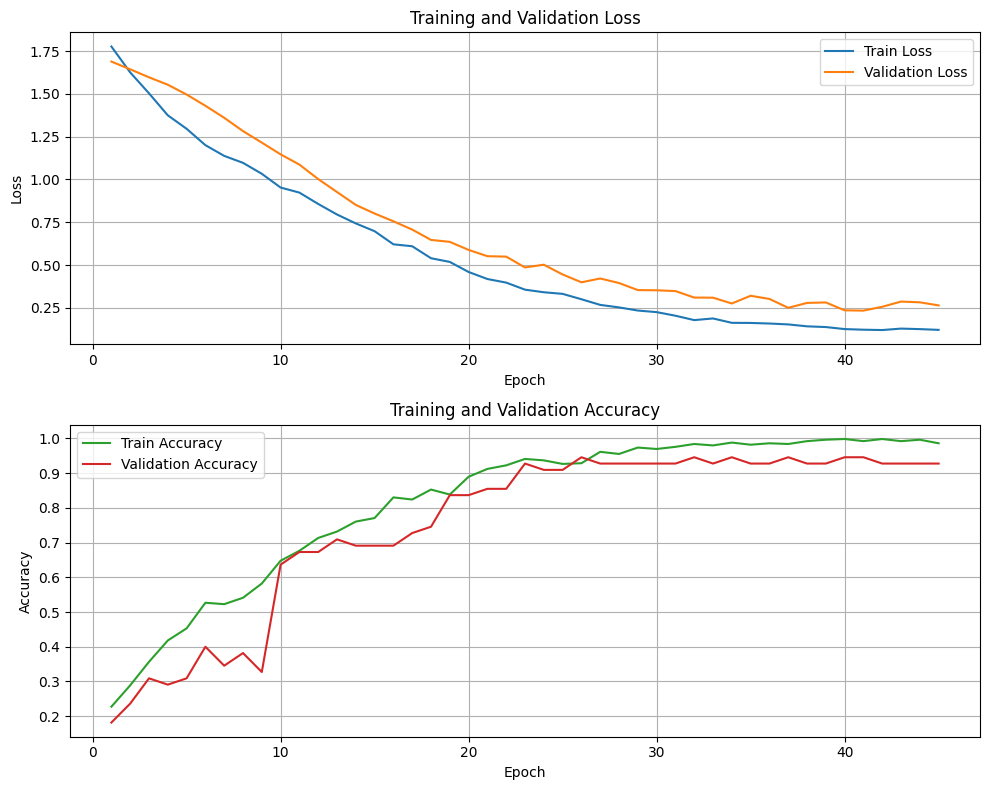 Training and Validation Loss
Train Loss
Validation Loss
1.75
1.50
1.25
1.00
0.75
0.50
0.25
Loss
0 10 20 30 40
Epoch
Training and Validation Accuracy
Train Accuracy
Validation Accuracy
1.0
0.9
0.8
0.7
0.6
0.5
0.4
0.3
0.2
Accuracy
0 10 20 30 40
Epoch